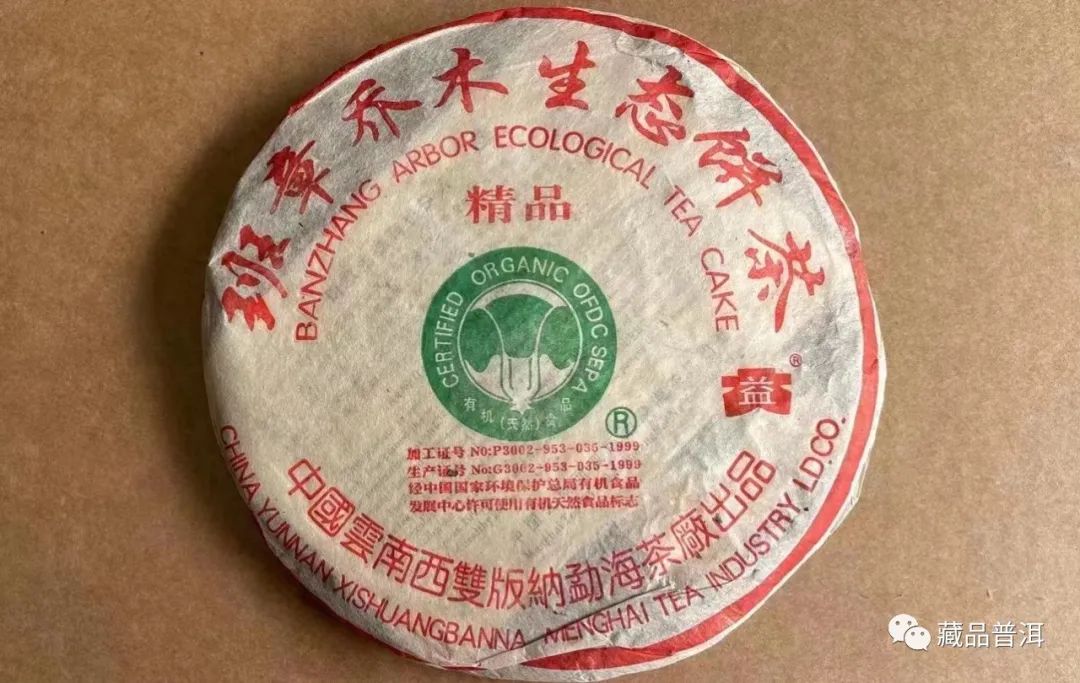 班章乔木生态饼茶
BANZHANG ARBOR ECOLOGICAL TEA CAKE
精品
CERTIFIED ORGANIC OFDC SEPA
有机(天然)食品
®
益
®
加工证号 NO:P3002-953-035-1999
生产证号 No:G3002-953-035-1999
经中国国家环境保护总局有机食品
发展中心许可使用有机天然食品标志
中國雲南西雙版納勐海茶廠出品
CHINA YUNNAN XISHUANGBANNA MENGHAI TEA INDUSTRY, LD.CO.
藏品普洱